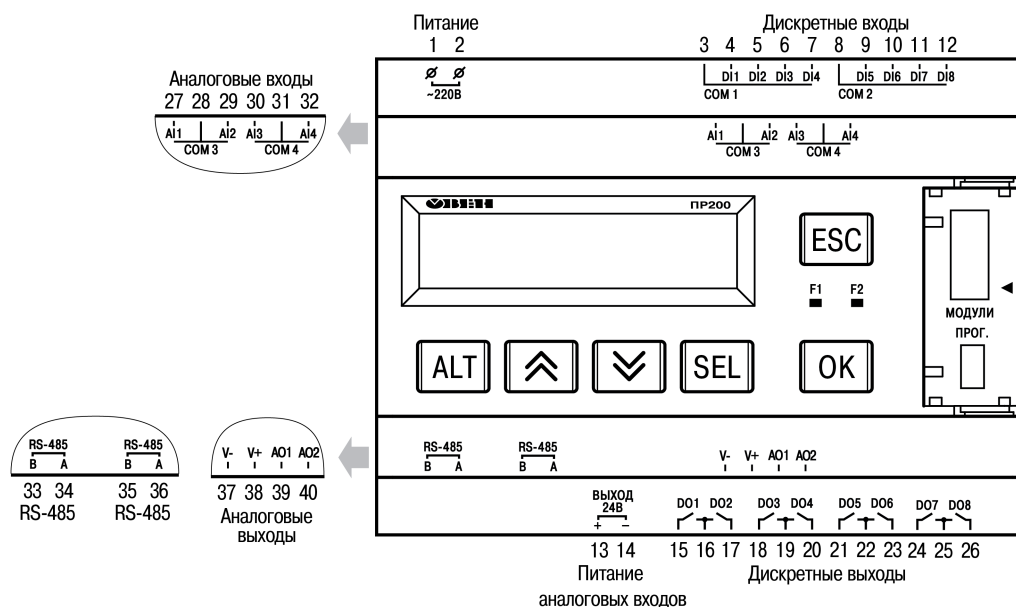 Питание
Дискретные входы
1 2
3 4 5 6 7 8 9 10 11 12
~220В
DI1 DI2 DI3 DI4 DI5 DI6 DI7 DI8
COM 1 COM 2
Аналоговые входы
27 28 29 30 31 32
AI1 AI2 AI3 AI4
COM 3 COM 4
AI1 AI2 AI3 AI4
COM 3 COM 4
ОВЕН ПР200
ESC
F1 F2
МОДУЛИ
ПРОГ.
ALT SEL OK
RS-485 RS-485
B A B A
33 34 35 36
RS-485 RS-485
V- V+ AO1 AO2
37 38 39 40
Аналоговые
выходы
RS-485 RS-485
B A B A
V- V+ AO1 AO2
ВЫХОД
24В
+ −
DO1 DO2 DO3 DO4 DO5 DO6 DO7 DO8
13 14 15 16 17 18 19 20 21 22 23 24 25 26
Питание
аналоговых входов
Дискретные выходы